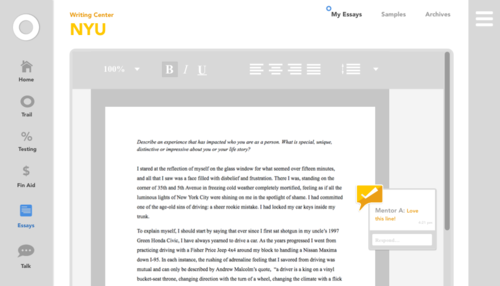 Writing Center
NYU
My Essays
Samples
Archives
Home
Trail
Testing
Fin Aid
Essays
Talk
100%
B I U
Describe an experience that has impacted who you are as a person. What is special, unique,
distinctive or impressive about you or your life story?
I stared at the reflection of myself on the glass window for what seemed over fifteen minutes,
and all that I saw was a face filled with disbelief and frustration. There I was, standing on the
corner of 35th and 5th Avenue in freezing cold weather completely mortified, feeling as if all the
luminous lights of New York City were shining on me in the spotlight of shame. I had committed
one of the age-old sins of driving: a sheer rookie mistake. I had locked my car keys inside my
trunk.
To explain myself, I should start by saying that ever since I first sat shotgun in my uncle's 1997
Green Honda Civic, I have always yearned to drive a car. As the years progressed I went from
practicing driving with a Fisher Price Jeep 4x4 around my block to handling a Nissan Maxima
down I-95. In each instance, the rushing of adrenaline feeling that I savored from driving was
mutual and can only be described by Andrew Malcolm's quote, "a driver is a king on a vinyl
bucket-seat throne, changing direction with the turn of a wheel, changing the climate with a flick
Mentor A: Love
this line!
Respond...